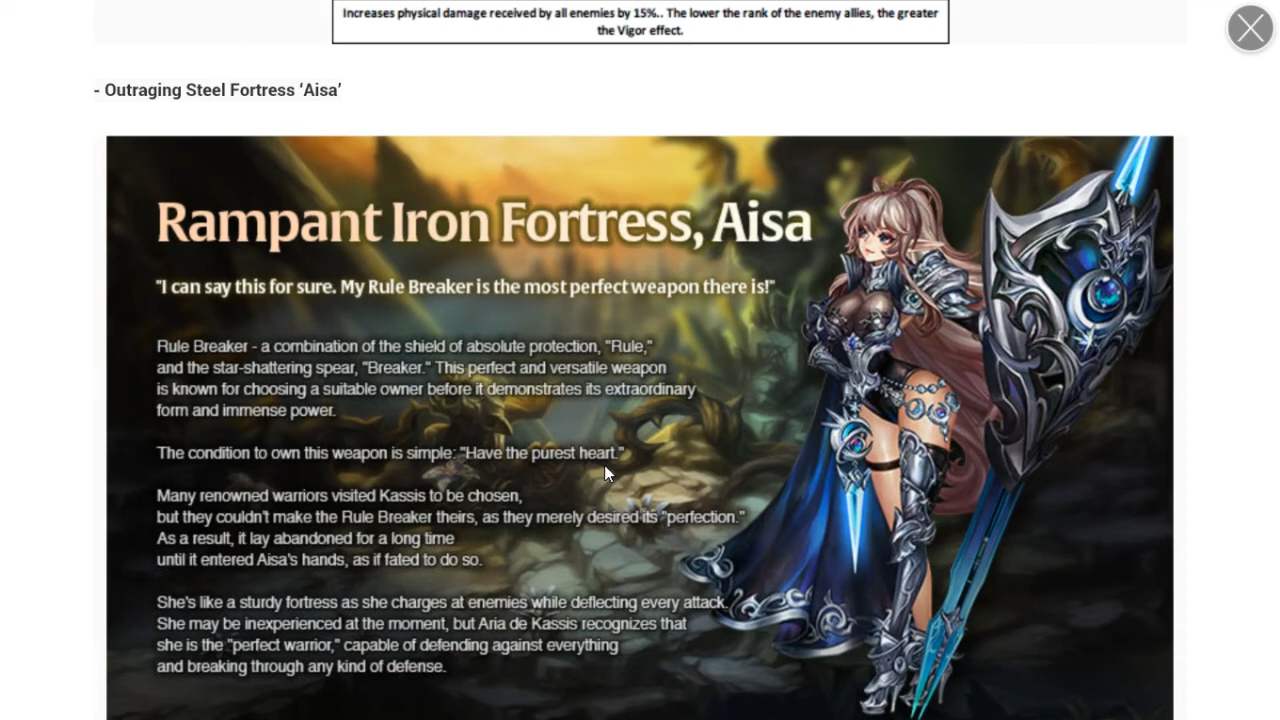 Increases physical damage received by all enemies by 15%.. The lower the rank of the enemy allies, the greater
the Vigor effect.
- Outraging Steel Fortress ‘Aisa’
Rampant Iron Fortress, Aisa
"I can say this for sure. My Rule Breaker is the most perfect weapon there is!"
Rule Breaker - a combination of the shield of absolute protection, "Rule,"
and the star-shattering spear, "Breaker." This perfect and versatile weapon
is known for choosing a suitable owner before it demonstrates its extraordinary
form and immense power.
The condition to own this weapon is simple: "Have the purest heart."
Many renowned warriors visited Kassis to be chosen,
but they couldn't make the Rule Breaker theirs, as they merely desired its "perfection."
As a result, it lay abandoned for a long time
until it entered Aisa's hands, as if fated to do so.
She's like a sturdy fortress as she charges at enemies while deflecting every attack.
She may be inexperienced at the moment, but Aria de Kassis recognizes that
she is the "perfect warrior," capable of defending against everything
and breaking through any kind of defense.